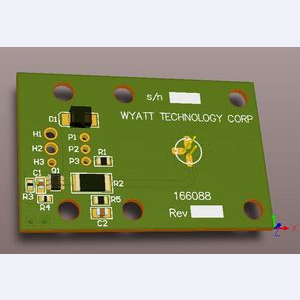 s/n
WYATT TECHNOLOGY CORP
D1
H1 P1
H2 P2
H3 P3
R1
C1 Q1
R2
R3
R4
R5
C2
166088
Rev